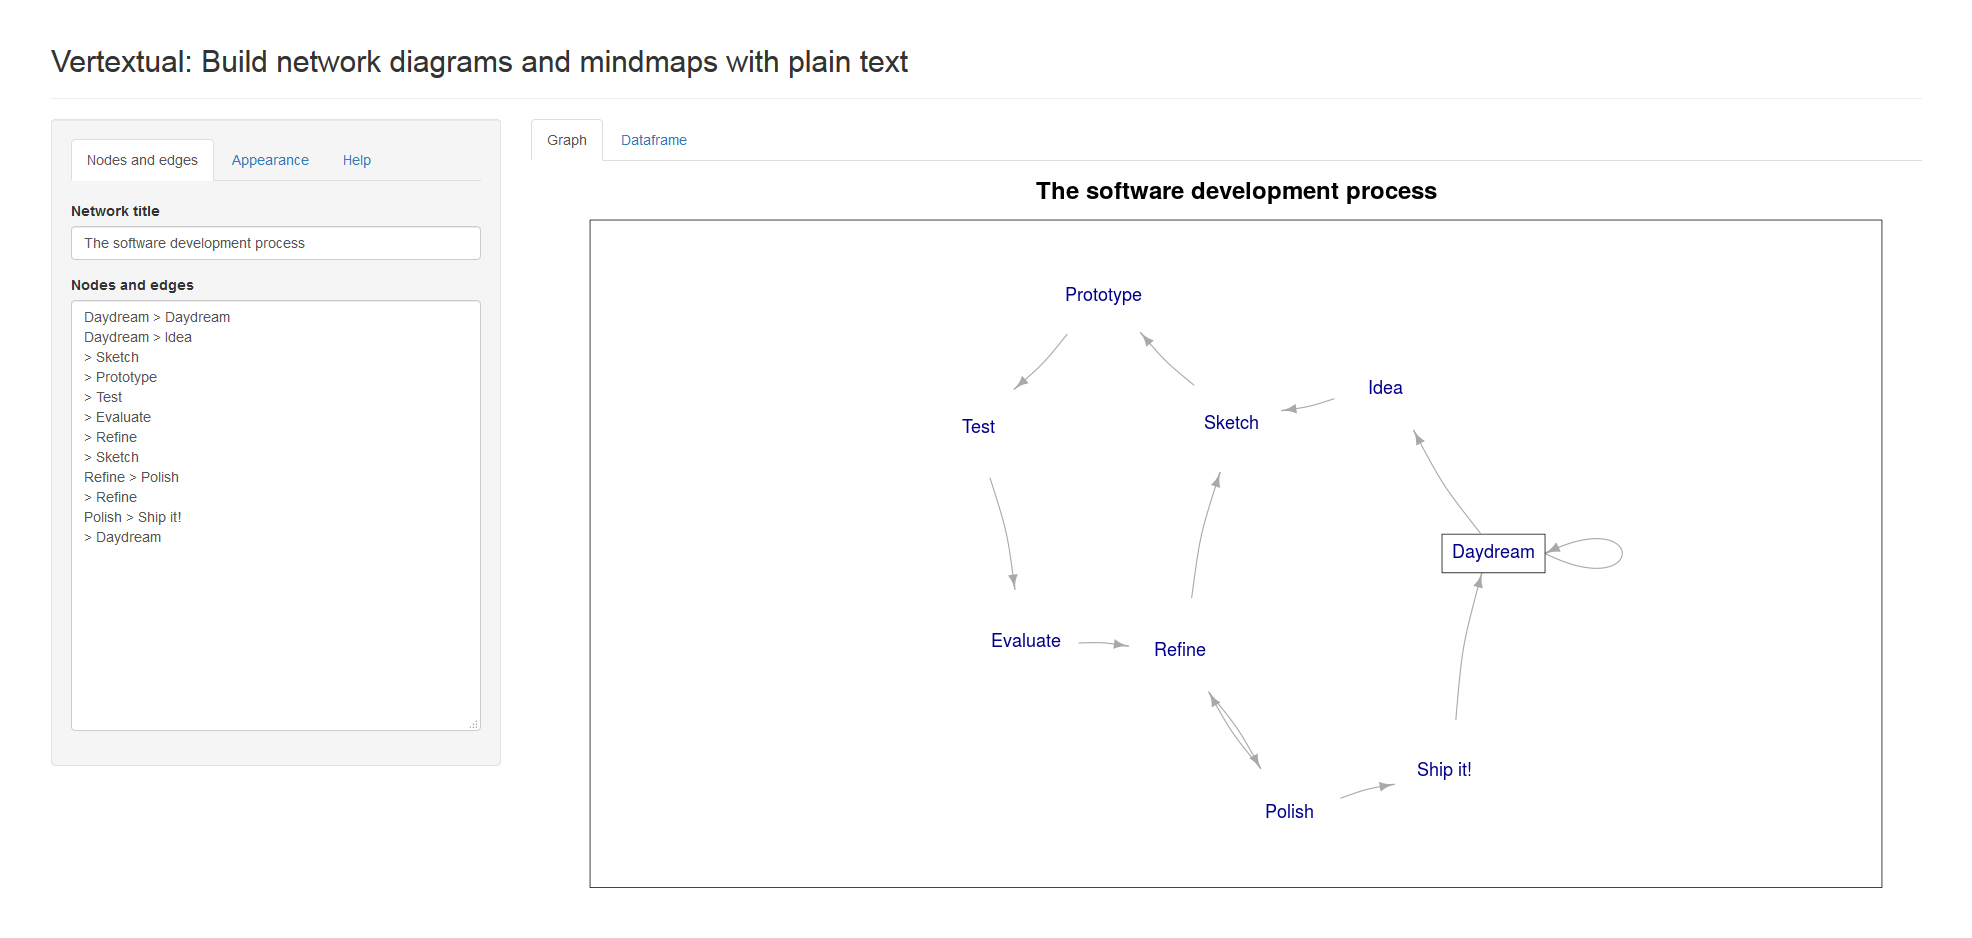 Vertextual: Build network diagrams and mindmaps with plain text
Nodes and edges
Appearance
Help
Network title
The software development process
Nodes and edges
Daydream > Daydream
Daydream > Idea
> Sketch
> Prototype
> Test
> Evaluate
> Refine
> Sketch
Refine > Polish
> Refine
Polish > Ship it!
> Daydream
Graph
Dataframe
The software development process
Prototype
Idea
Sketch
Test
Daydream
Evaluate
Refine
Ship it!
Polish